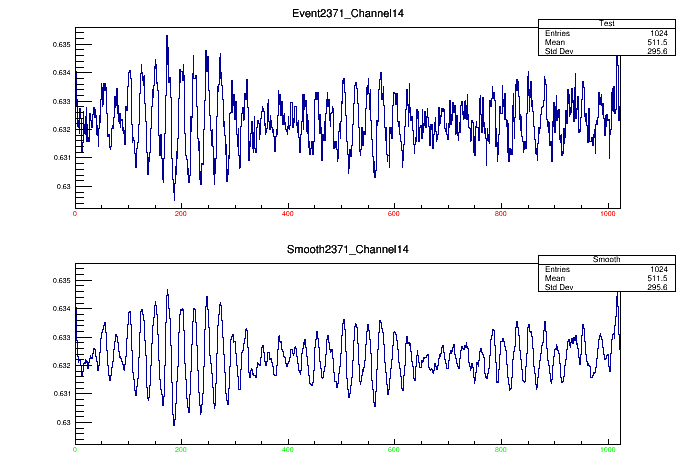 Event2371_Channel14
Test
Entries 1024
Mean 511.5
Std Dev 295.6
0.635
0.634
0.633
0.632
0.631
0.63
0 200 400 600 800 1000
Smooth2371_Channel14
Smooth
Entries 1024
Mean 511.5
Std Dev 295.6
0.635
0.634
0.633
0.632
0.631
0.63
0 200 400 600 800 1000